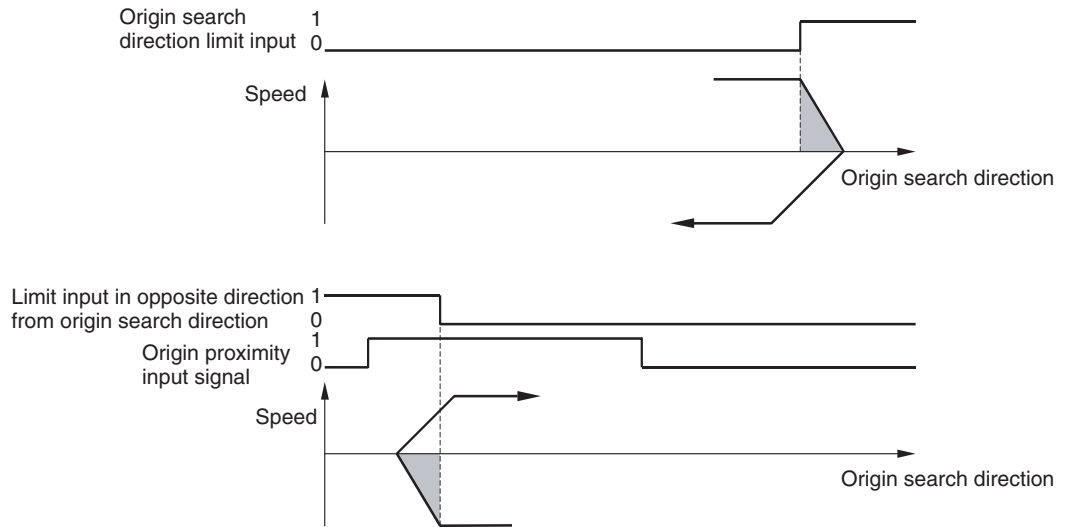 Origin search
direction limit input
1
0
Speed
Origin search direction
Limit input in opposite direction
from origin search direction
1
0
Origin proximity
input signal
1
0
Speed
Origin search direction